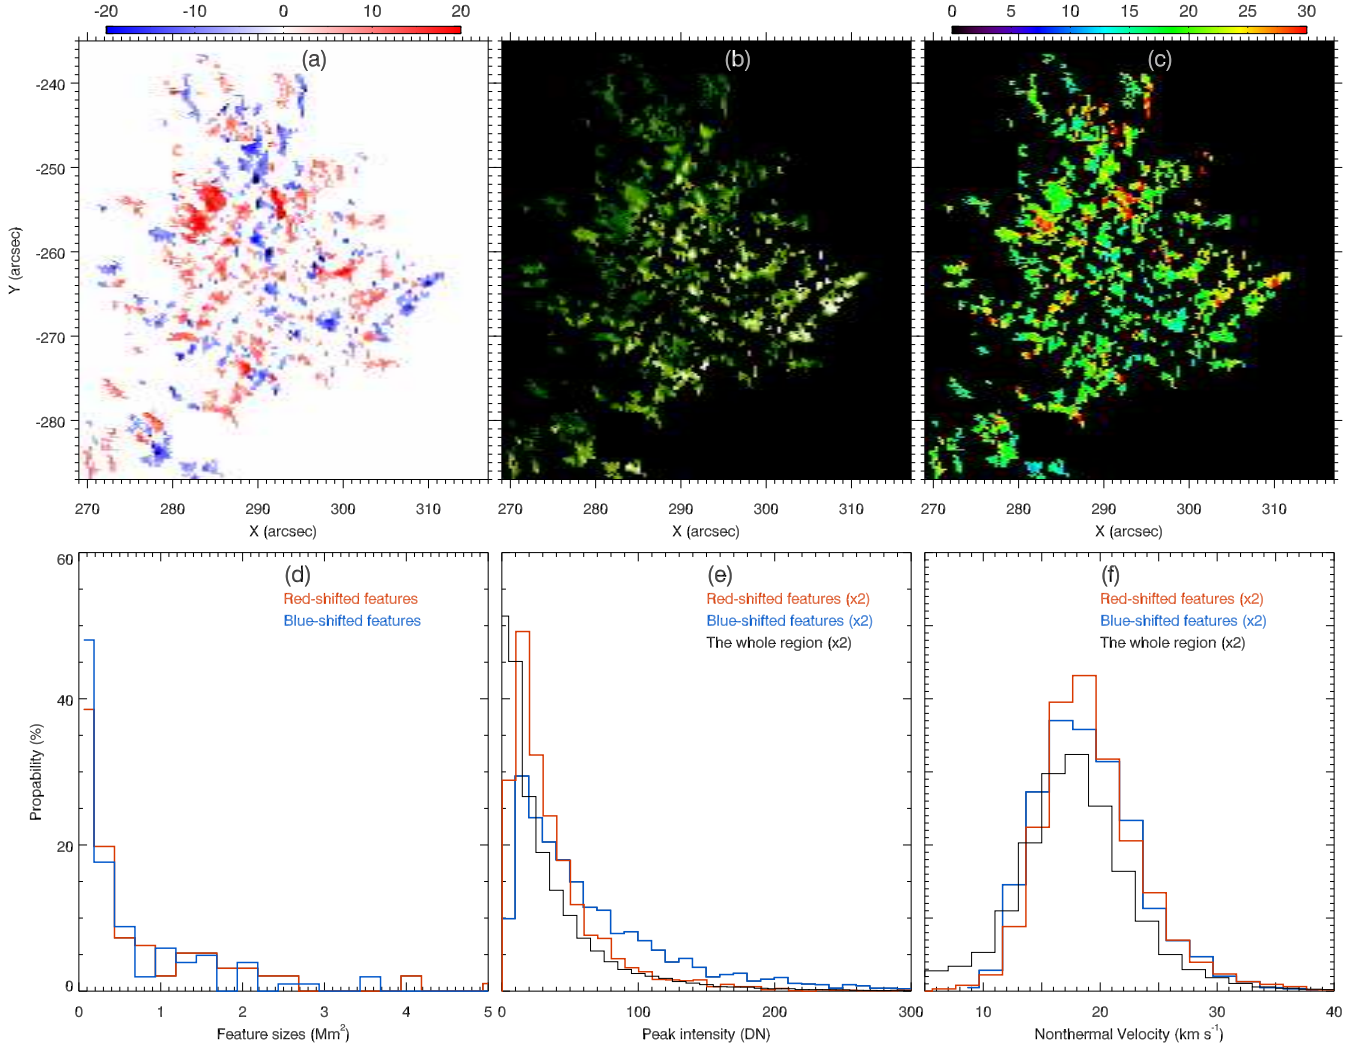 -20 -10 0 10 20
0 5 10 15 20 25 30
(a)
(b)
(c)
-240
-250
-260
-270
-280
Y (arcsec)
270 280 290 300 310
270 280 290 300 310
270 280 290 300 310
X (arcsec)
X (arcsec)
X (arcsec)
60
40
20
0
Propability (%)
(d)
Red-shifted features
Blue-shifted features
(e)
Red-shifted features (x2)
Blue-shifted features (x2)
The whole region (x2)
(f)
Red-shifted features (x2)
Blue-shifted features (x2)
The whole region (x2)
0 1 2 3 4 5
0 100 200 300
10 20 30 40
Feature sizes (Mm²)
Peak intensity (DN)
Nonthermal Velocity (km s⁻¹)